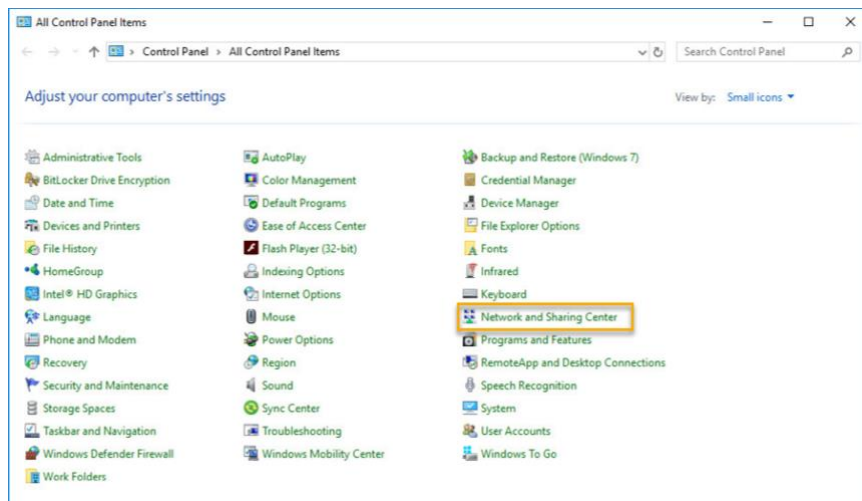 All Control Panel Items
Control Panel > All Control Panel Items
Search Control Panel
Adjust your computer's settings
View by: Small icons
Administrative Tools
AutoPlay
Backup and Restore (Windows 7)
BitLocker Drive Encryption
Color Management
Credential Manager
Date and Time
Default Programs
Device Manager
Devices and Printers
Ease of Access Center
File Explorer Options
File History
Flash Player (32-bit)
Fonts
HomeGroup
Indexing Options
Infrared
Intel® HD Graphics
Internet Options
Keyboard
Language
Mouse
Network and Sharing Center
Phone and Modem
Power Options
Programs and Features
Recovery
Region
RemoteApp and Desktop Connections
Security and Maintenance
Sound
Speech Recognition
Storage Spaces
Sync Center
System
Taskbar and Navigation
Troubleshooting
User Accounts
Windows Defender Firewall
Windows Mobility Center
Windows To Go
Work Folders